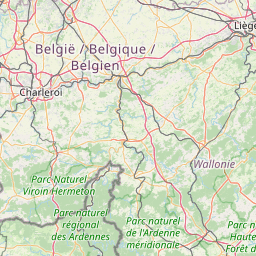 Liège
België / Belgique /
Belgien
Charleroi
Wallonie
Parc Naturel
Viroin Hermeton
Parc naturel
régional
des Ardennes
Parc naturel
de l'Ardenne
méridionale
Parc n
Haute
Forêt d